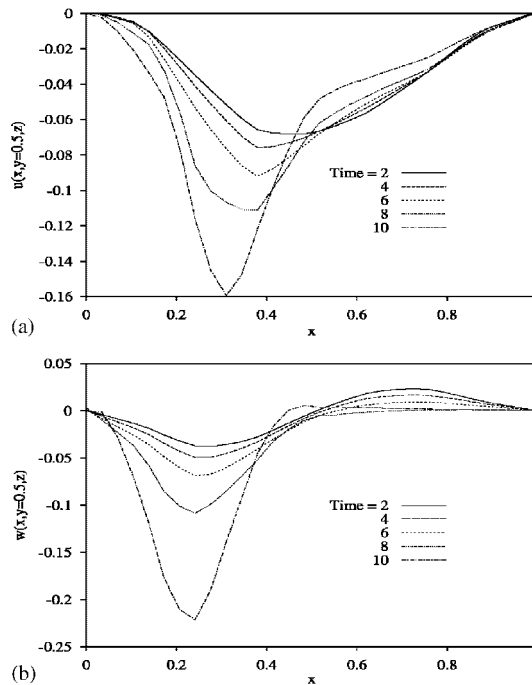 0
-0.02
-0.04
-0.06
-0.08
-0.1
-0.12
-0.14
-0.16
u(x,y=0.5,z)
Time = 2
4
6
8
10
0 0.2 0.4 0.6 0.8
x
(a)
0.05
0
-0.05
-0.1
-0.15
-0.2
-0.25
w(x,y=0.5,z)
Time = 2
4
6
8
10
0 0.2 0.4 0.6 0.8
x
(b)